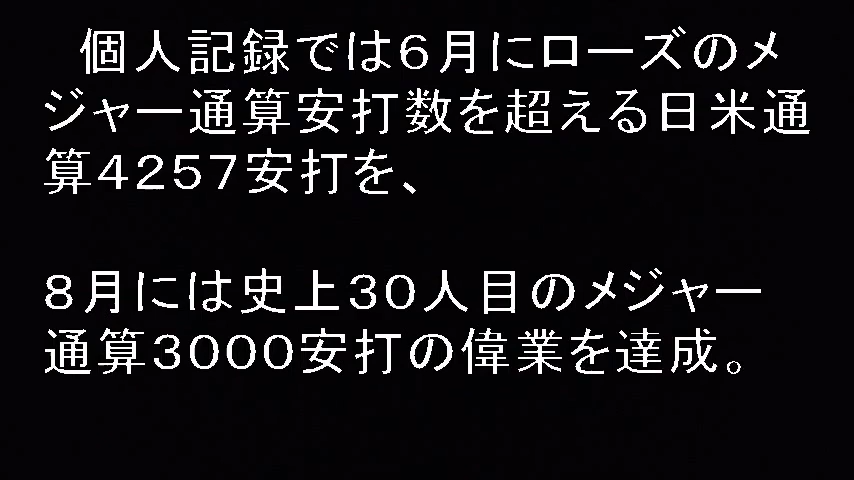 個人記録では６月にローズのメ
ジャー通算安打数を超える日米通
算４２５７安打を、
８月には史上３０人目のメジャー
通算３０００安打の偉業を達成。